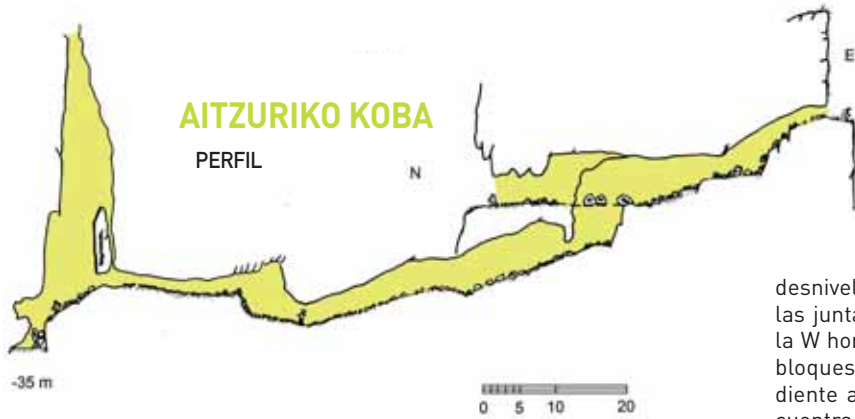 AITZURIKO KOBA
PERFIL
N
E
-35 m
0 5 10 20
desnivel
las junta
la W hor
bloques
diente a